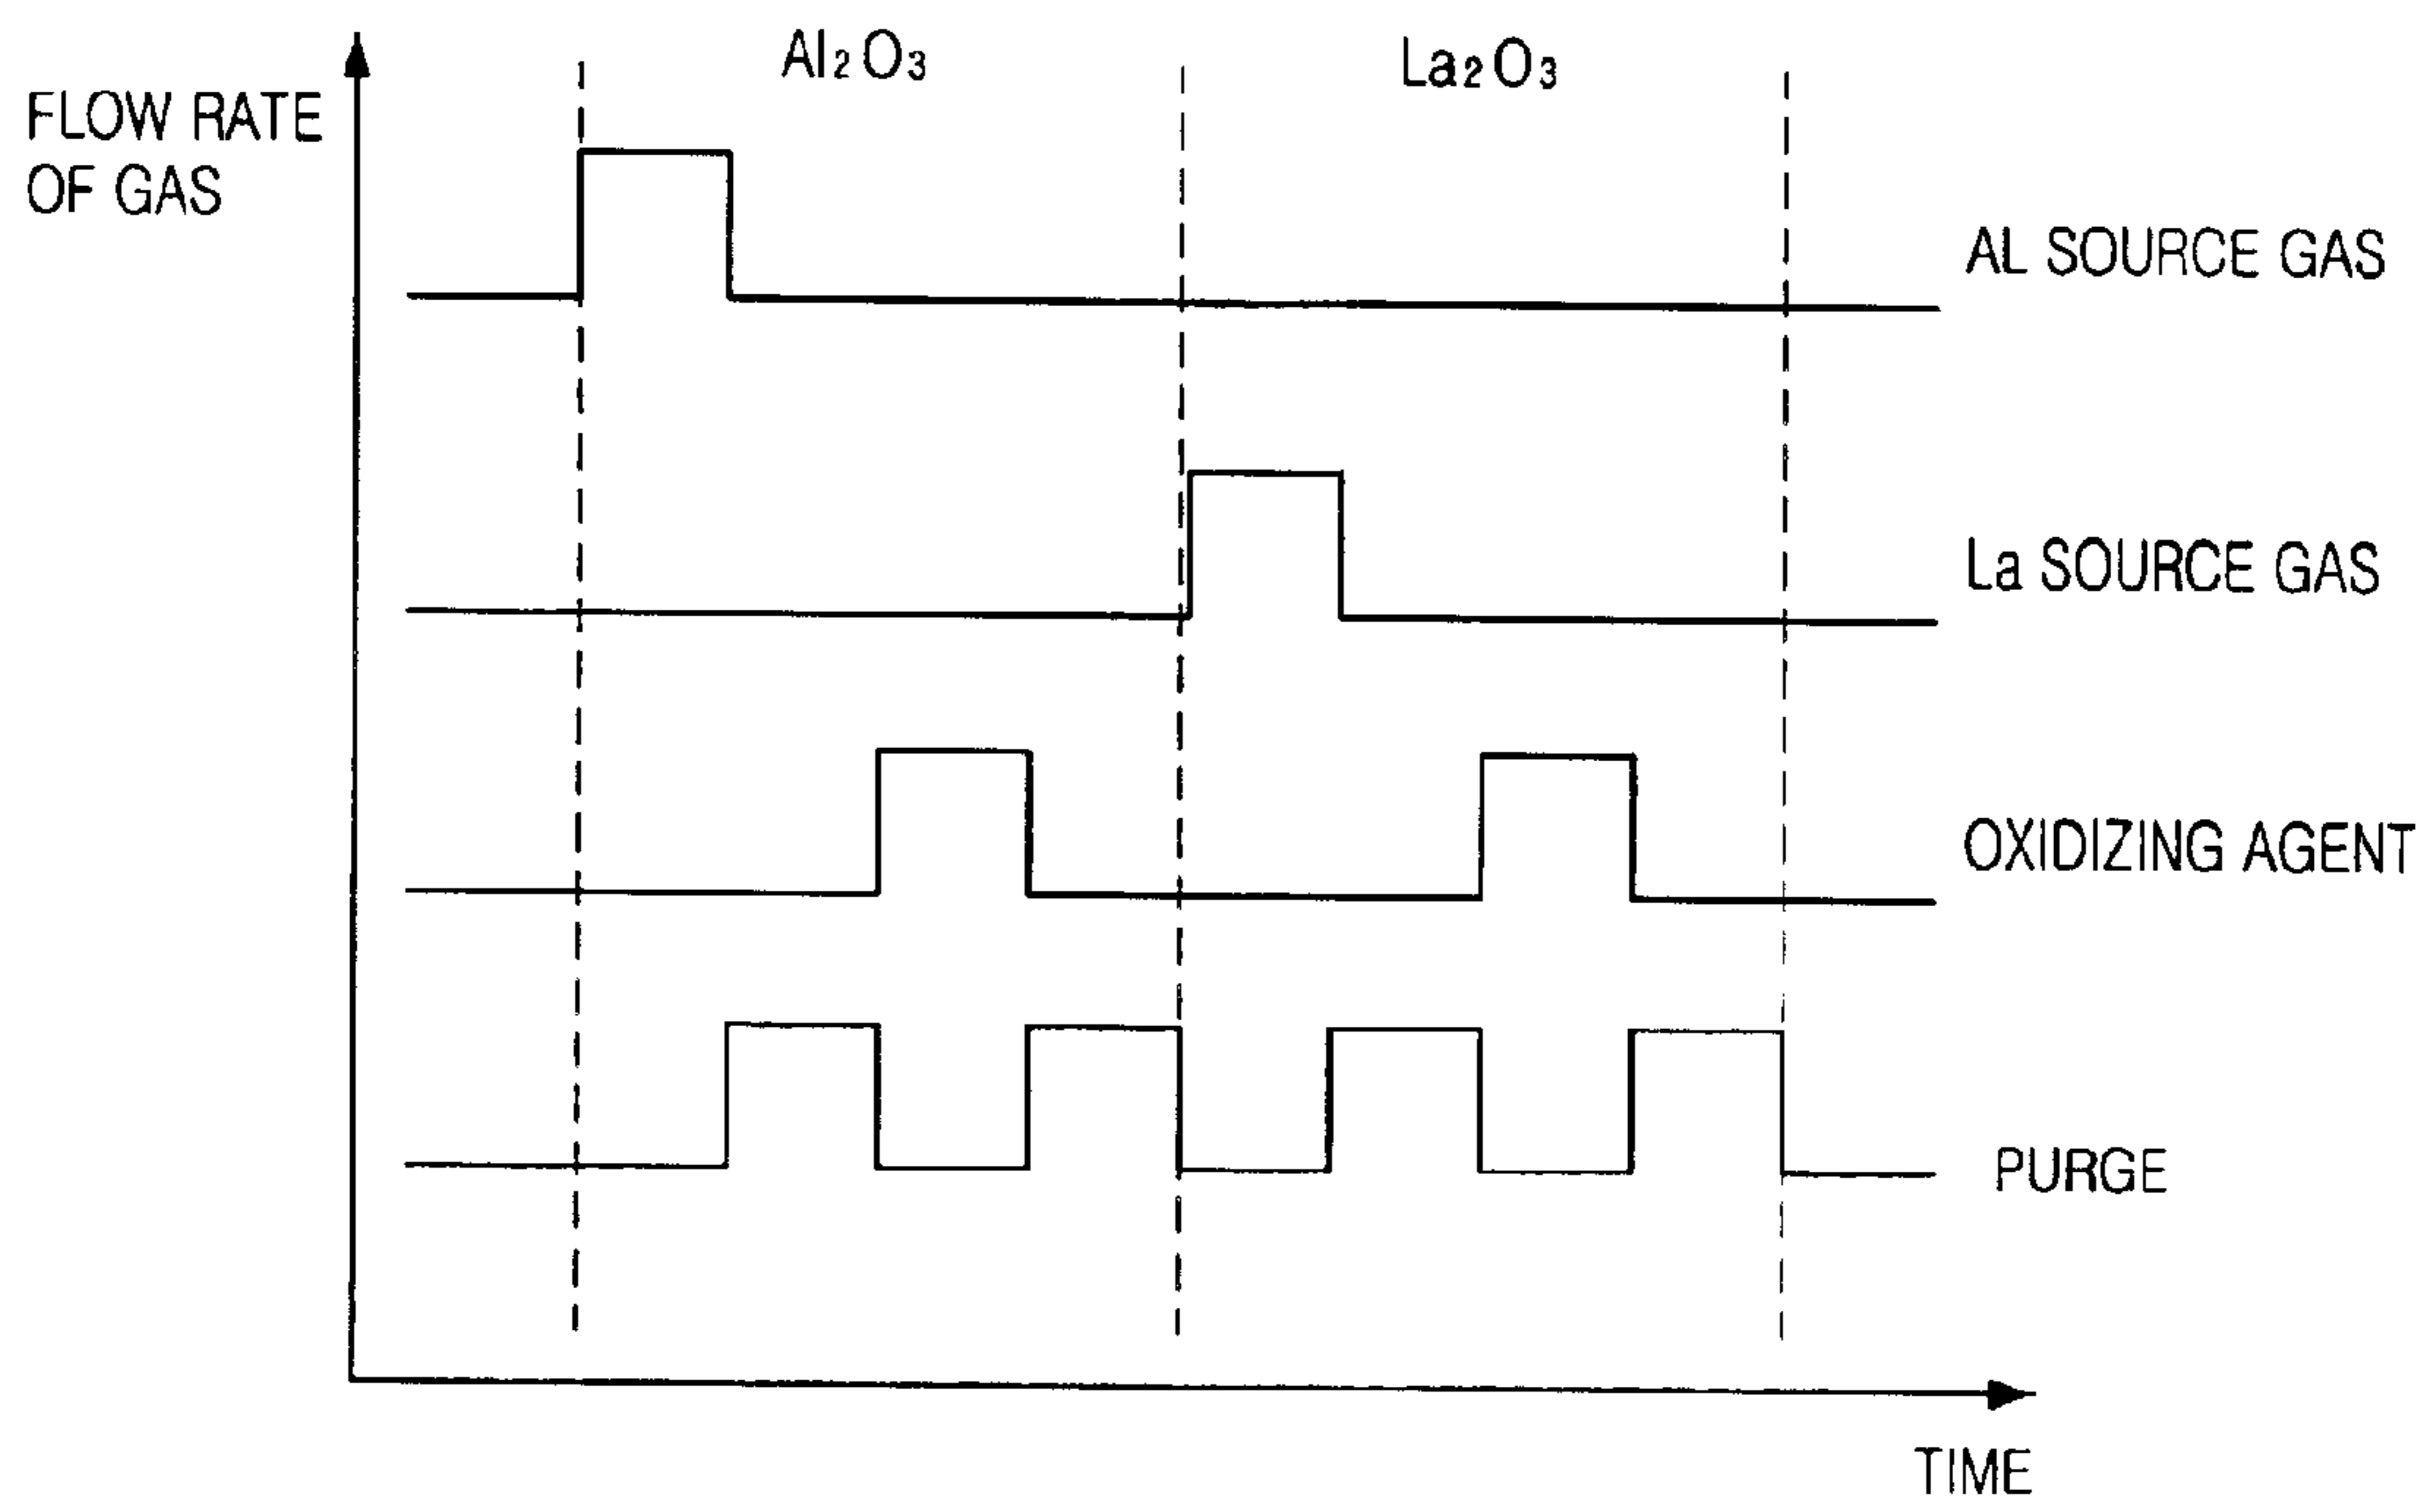 Al₂O₃
La₂O₃
FLOW RATE
OF GAS
AL SOURCE GAS
La SOURCE GAS
OXIDIZING AGENT
PURGE
TIME